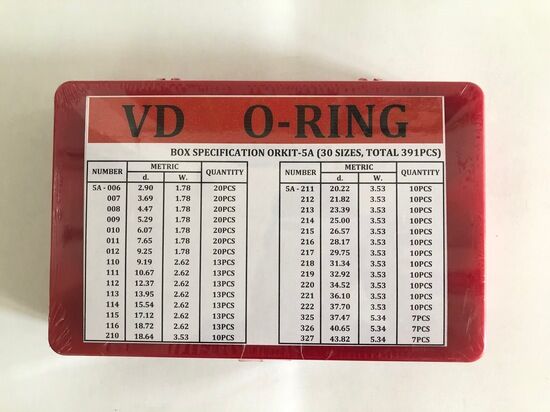 VD O-RING
BOX SPECIFICATION ORKIT-5A (30 SIZES, TOTAL 391PCS)
NUMBER METRIC QUANTITY
d. W.
5A - 006 2.90 1.78 20PCS
007 3.69 1.78 20PCS
008 4.47 1.78 20PCS
009 5.29 1.78 20PCS
010 6.07 1.78 20PCS
011 7.65 1.78 20PCS
012 9.25 1.78 20PCS
110 9.19 2.62 13PCS
111 10.67 2.62 13PCS
112 12.37 2.62 13PCS
113 13.95 2.62 13PCS
114 15.54 2.62 13PCS
115 17.12 2.62 13PCS
116 18.72 2.62 13PCS
210 18.64 3.53 10PCS
NUMBER METRIC QUANTITY
d. W.
5A - 211 20.22 3.53 10PCS
212 21.82 3.53 10PCS
213 23.39 3.53 10PCS
214 25.00 3.53 10PCS
215 26.57 3.53 10PCS
216 28.17 3.53 10PCS
217 29.75 3.53 10PCS
218 31.34 3.53 10PCS
219 32.92 3.53 10PCS
220 34.52 3.53 10PCS
221 36.10 3.53 10PCS
222 37.70 3.53 10PCS
325 37.47 5.34 7PCS
326 40.65 5.34 7PCS
327 43.82 5.34 7PCS